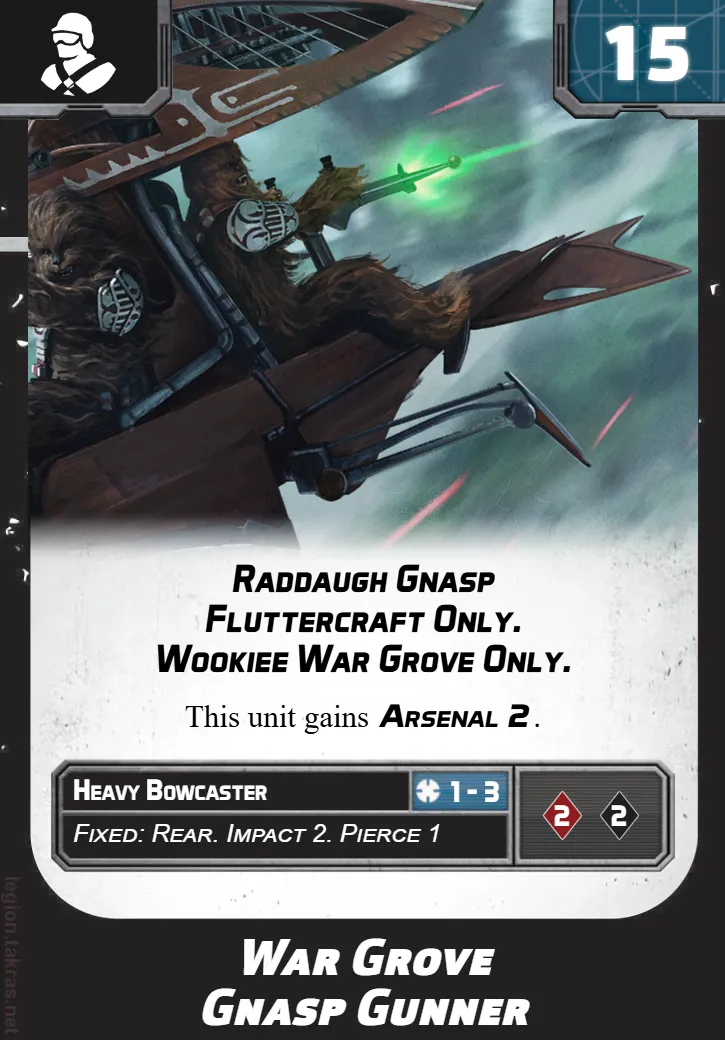 15
Raddaugh Gnasp
Fluttercraft Only.
Wookiee War Grove Only.
This unit gains Arsenal 2.
Heavy Bowcaster 1-3
Fixed: Rear. Impact 2. Pierce 1
2 2
War Grove
Gnasp Gunner
legion.takras.net